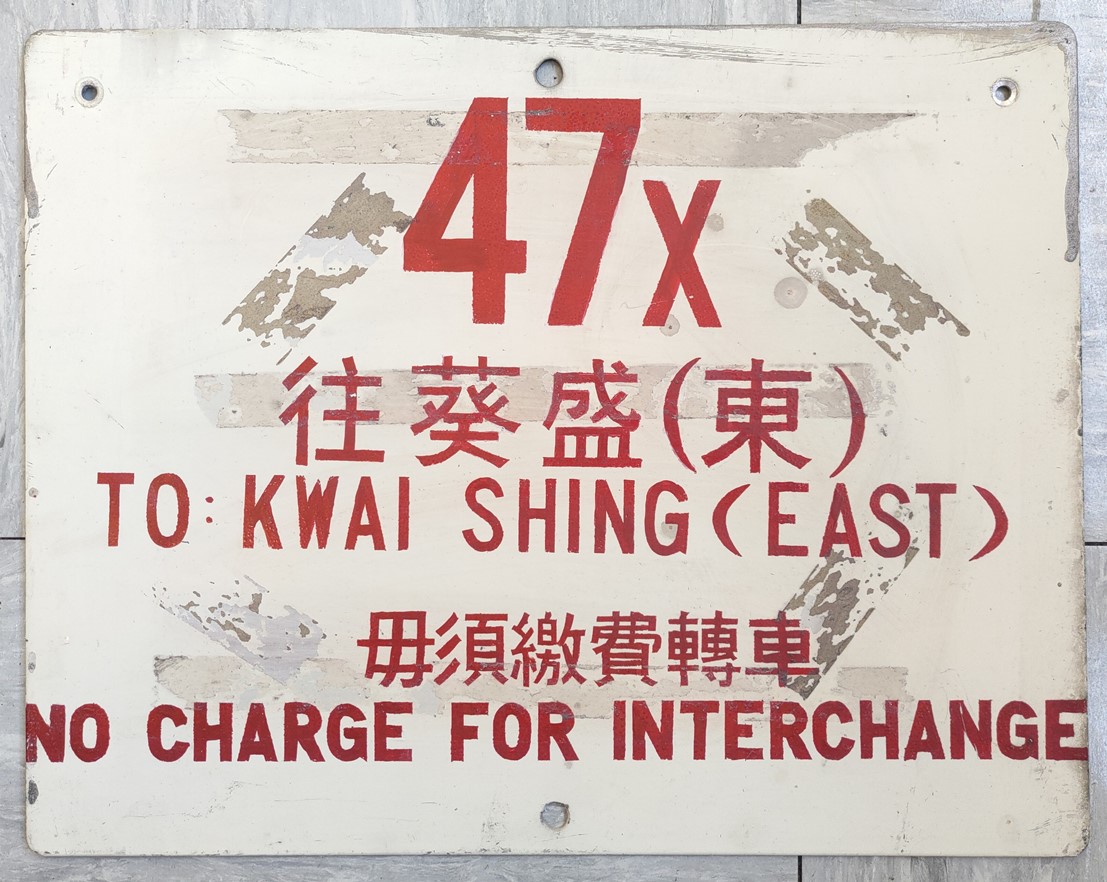 47X
往葵盛(東)
TO: KWAI SHING (EAST)
毋須繳費轉車
NO CHARGE FOR INTERCHANGE